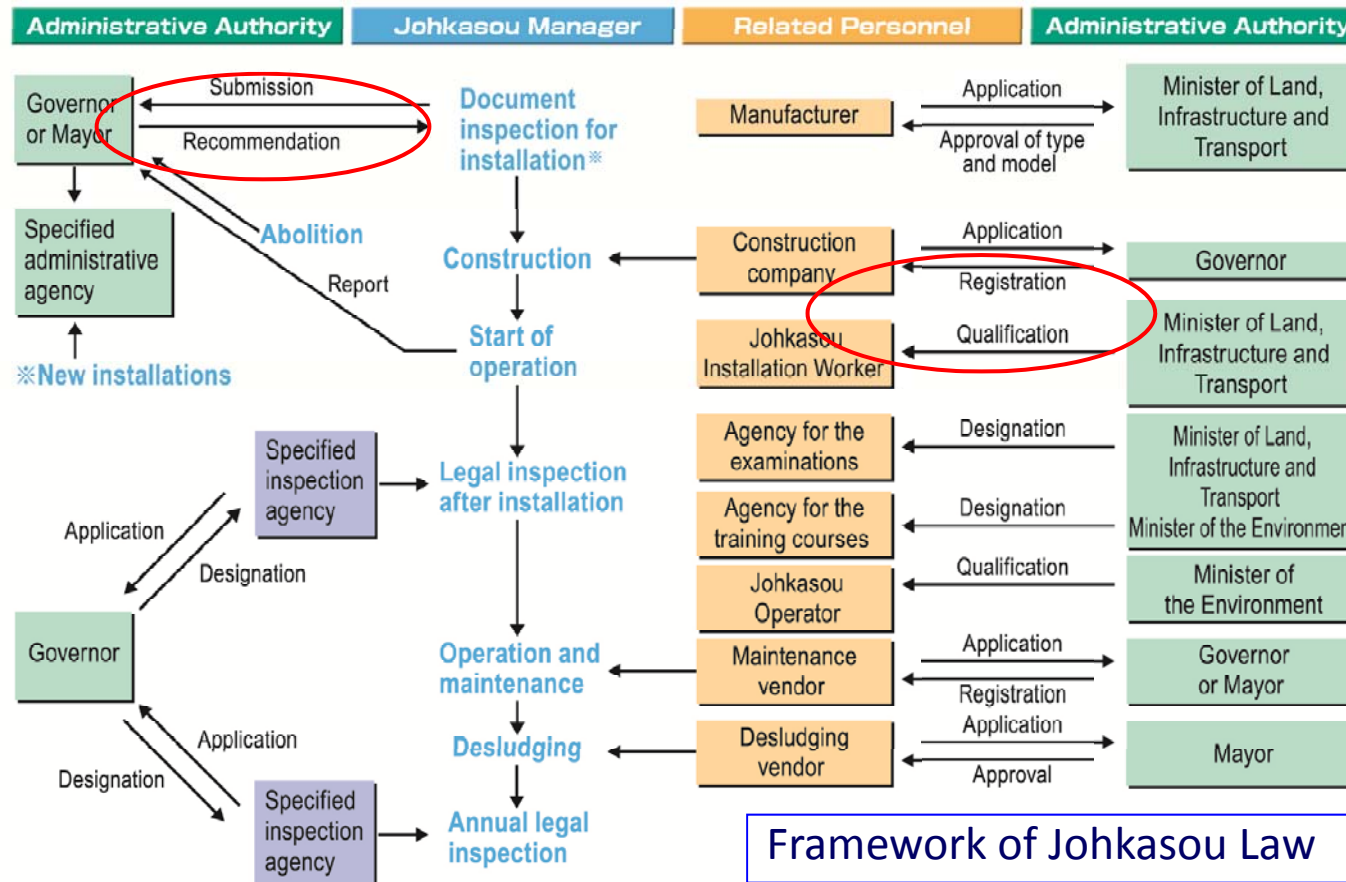 Administrative Authority
Johkasou Manager
Related Personnel
Administrative Authority
Governor
or Mayor
Submission
Recommendation
Document
inspection for
installation※
Specified
administrative
agency
Abolition
Report
Construction
Start of
operation
※New installations
Specified
inspection
agency
Legal inspection
after installation
Application
Designation
Governor
Operation and
maintenance
Desludging
Application
Designation
Specified
inspection
agency
Annual legal
inspection
Manufacturer
Application
Approval of type
and model
Minister of Land,
Infrastructure and
Transport
Construction
company
Application
Registration
Governor
Johkasou
Installation Worker
Qualification
Minister of Land,
Infrastructure and
Transport
Agency for the
examinations
Designation
Minister of Land,
Infrastructure and
Transport
Minister of the Environmen
Agency for the
training courses
Designation
Johkasou
Operator
Qualification
Minister of
the Environment
Maintenance
vendor
Application
Registration
Governor
or Mayor
Desludging
vendor
Application
Approval
Mayor
Framework of Johkasou Law